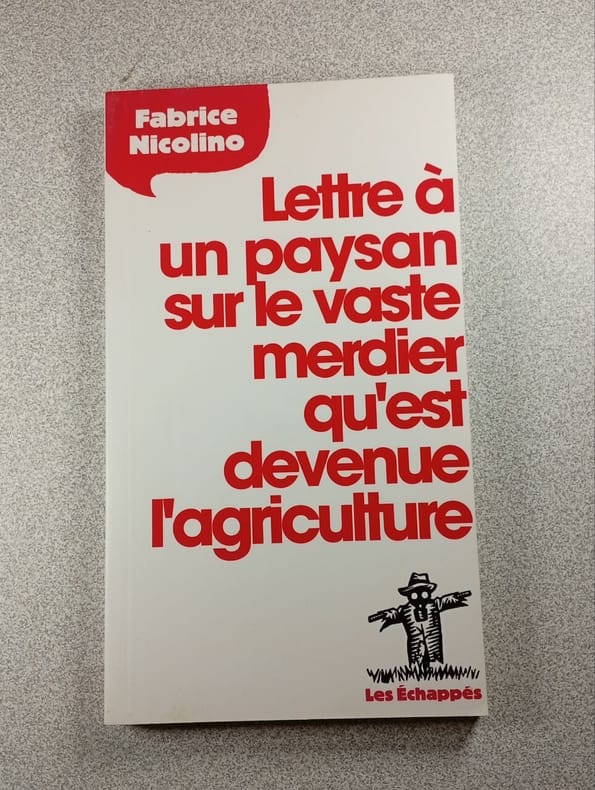 Fabrice
Nicolino
Lettre à
un paysan
sur le vaste
merdier
qu'est
devenue
l'agriculture
Les Échappés